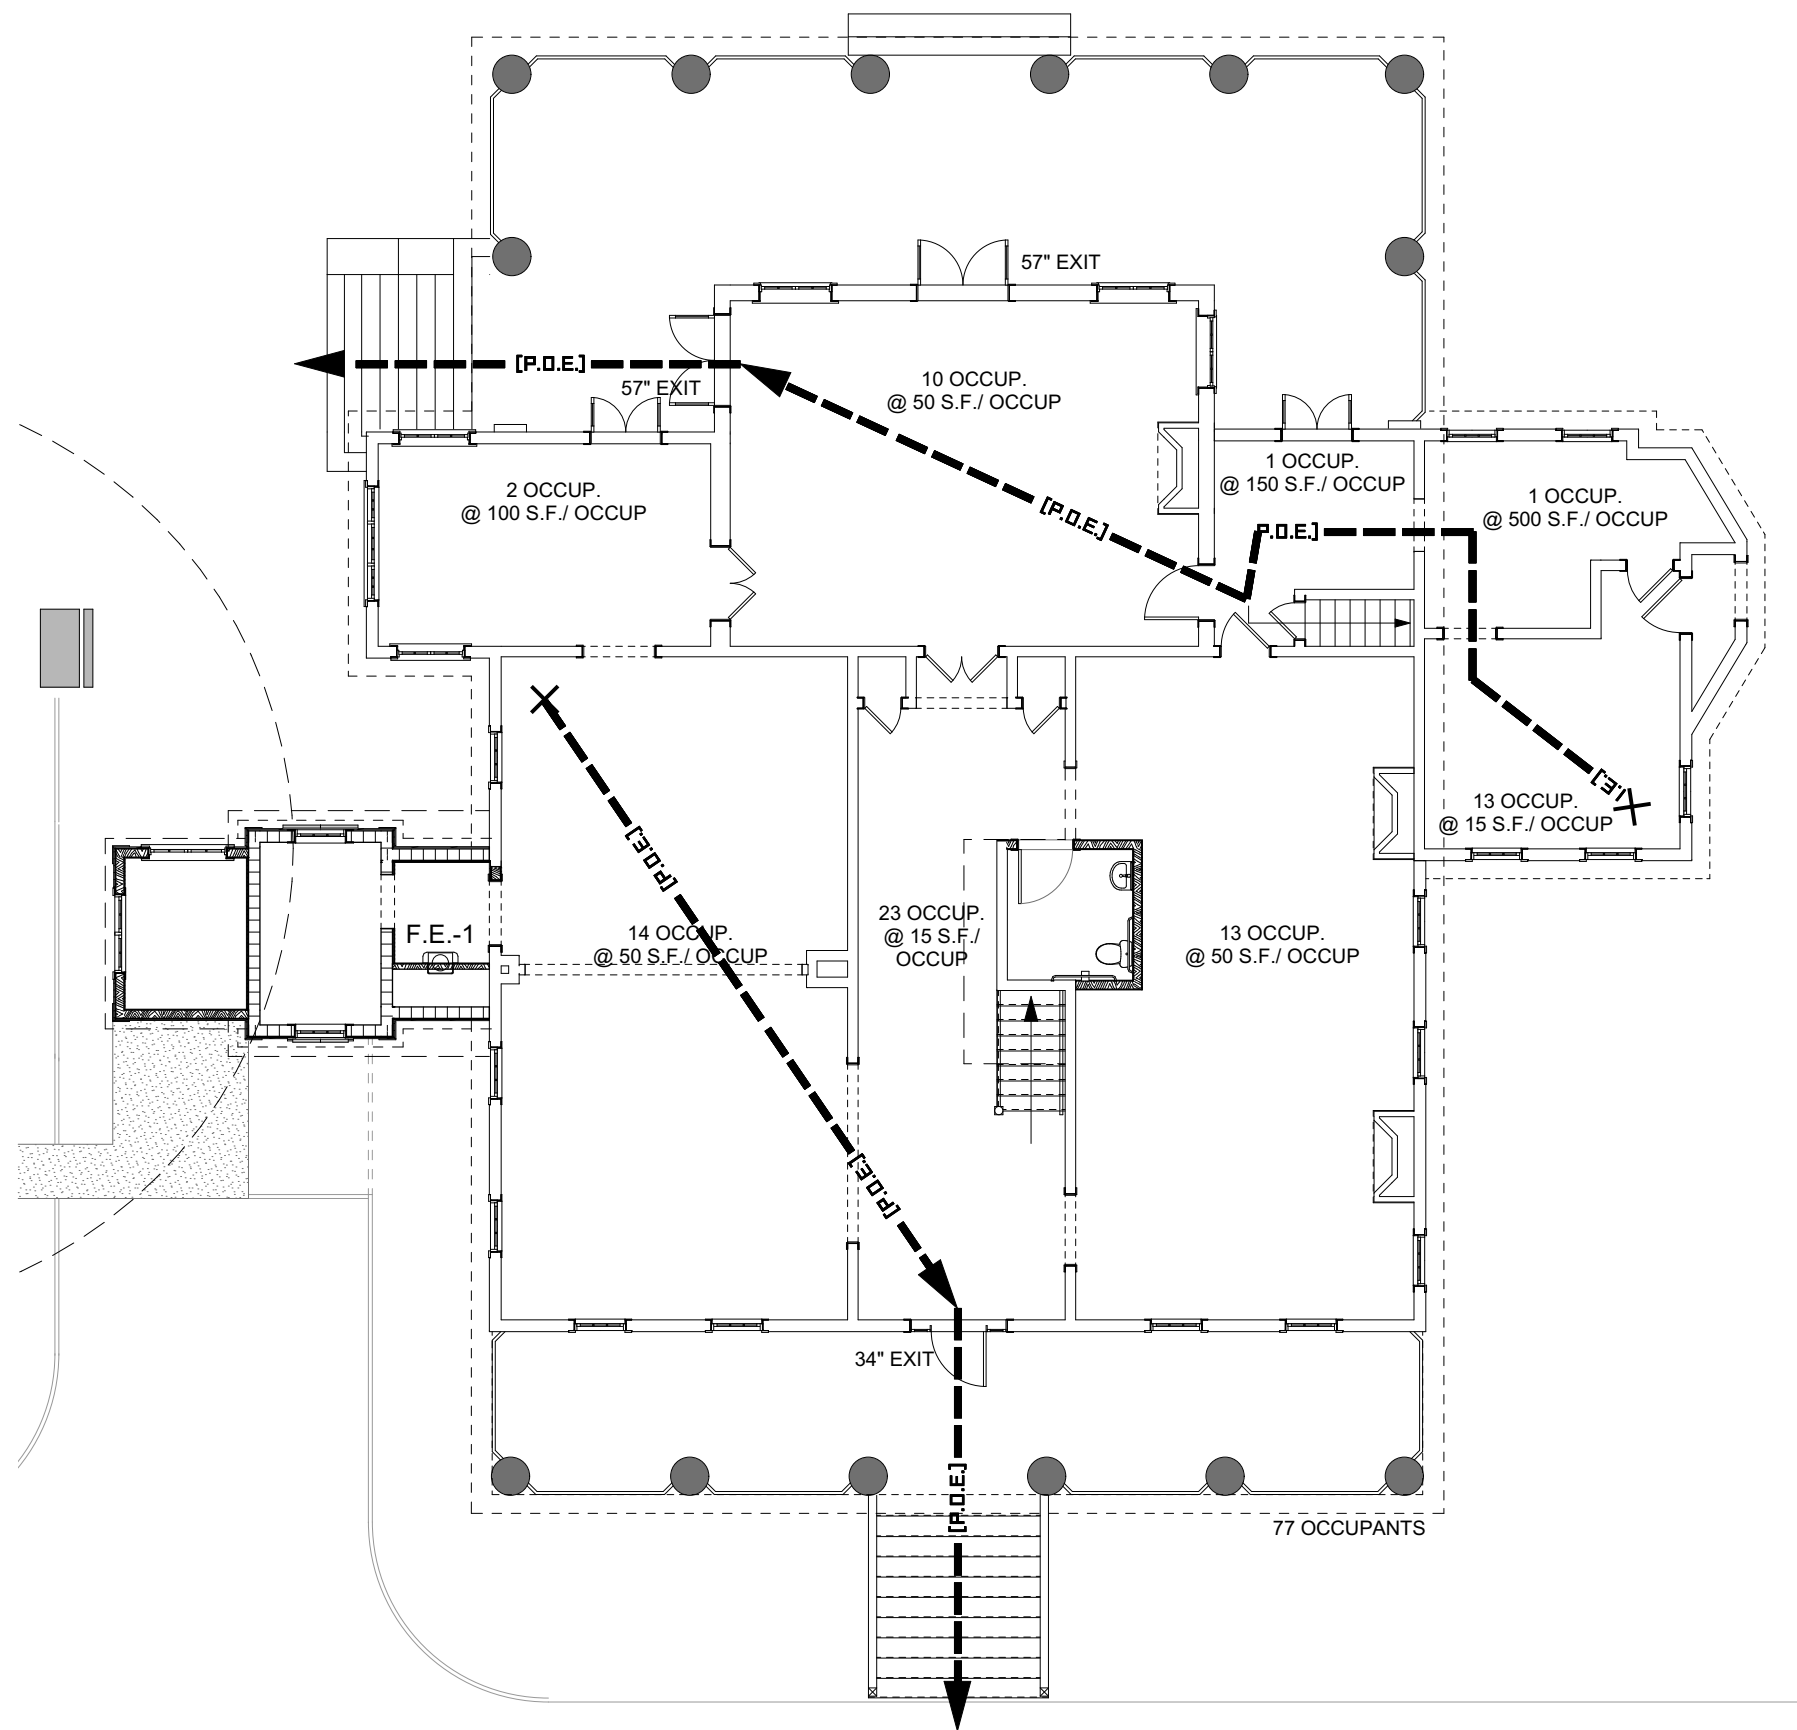 57" EXIT
[P.O.E.]
57" EXIT
10 OCCUP.
@ 50 S.F./ OCCUP
1 OCCUP.
@ 150 S.F./ OCCUP
2 OCCUP.
@ 100 S.F./ OCCUP
1 OCCUP.
@ 500 S.F./ OCCUP
[P.O.E.]
P.O.E.]
13 OCCUP.
@ 15 S.F./ OCCUP
[P.O.E.]
[P.O.E.]
F.E.-1
14 OCCUP.
@ 50 S.F./ OCCUP
23 OCCUP.
@ 15 S.F./
OCCUP
13 OCCUP.
@ 50 S.F./ OCCUP
[P.O.E.]
34" EXIT
[P.O.E.]
77 OCCUPANTS